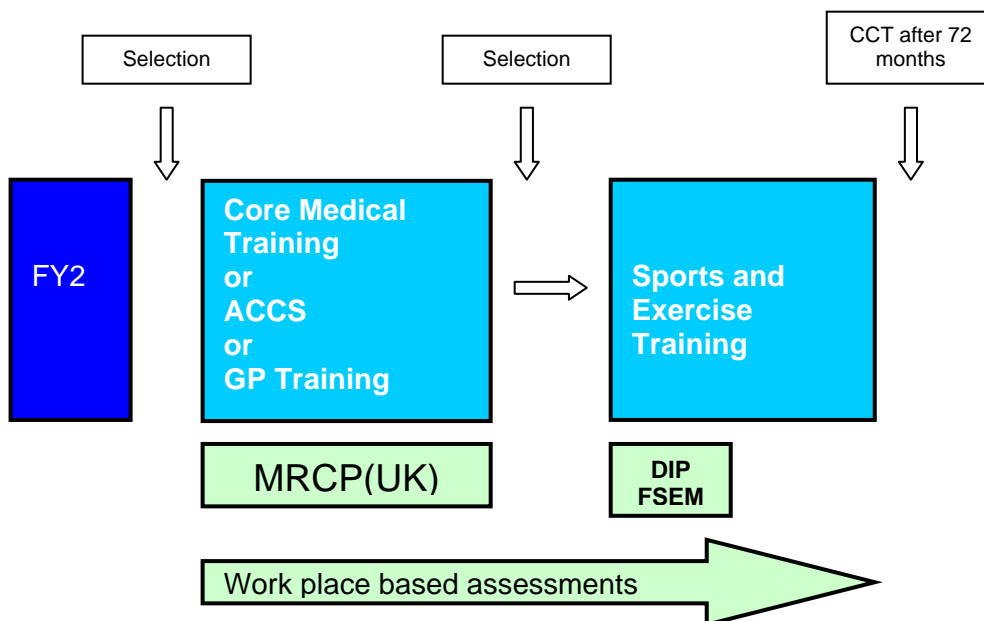 Selection
Selection
CCT after 72
months
FY2
Core Medical
Training
or
ACCS
or
GP Training
Sports and
Exercise
Training
MRCP(UK)
DIP
FSEM
Work place based assessments